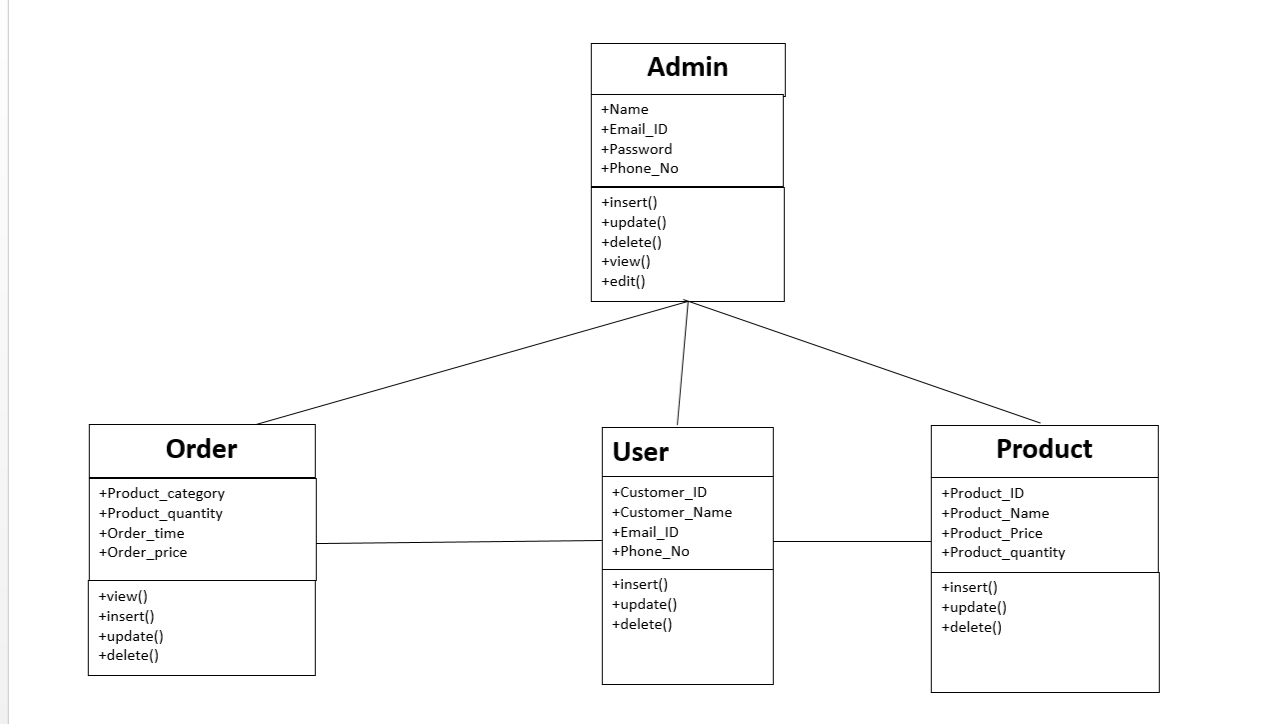 Admin
+Name
+Email_ID
+Password
+Phone_No
+insert()
+update()
+delete()
+view()
+edit()
Order
+Product_category
+Product_quantity
+Order_time
+Order_price
+view()
+insert()
+update()
+delete()
User
+Customer_ID
+Customer_Name
+Email_ID
+Phone_No
+insert()
+update()
+delete()
Product
+Product_ID
+Product_Name
+Product_Price
+Product_quantity
+insert()
+update()
+delete()